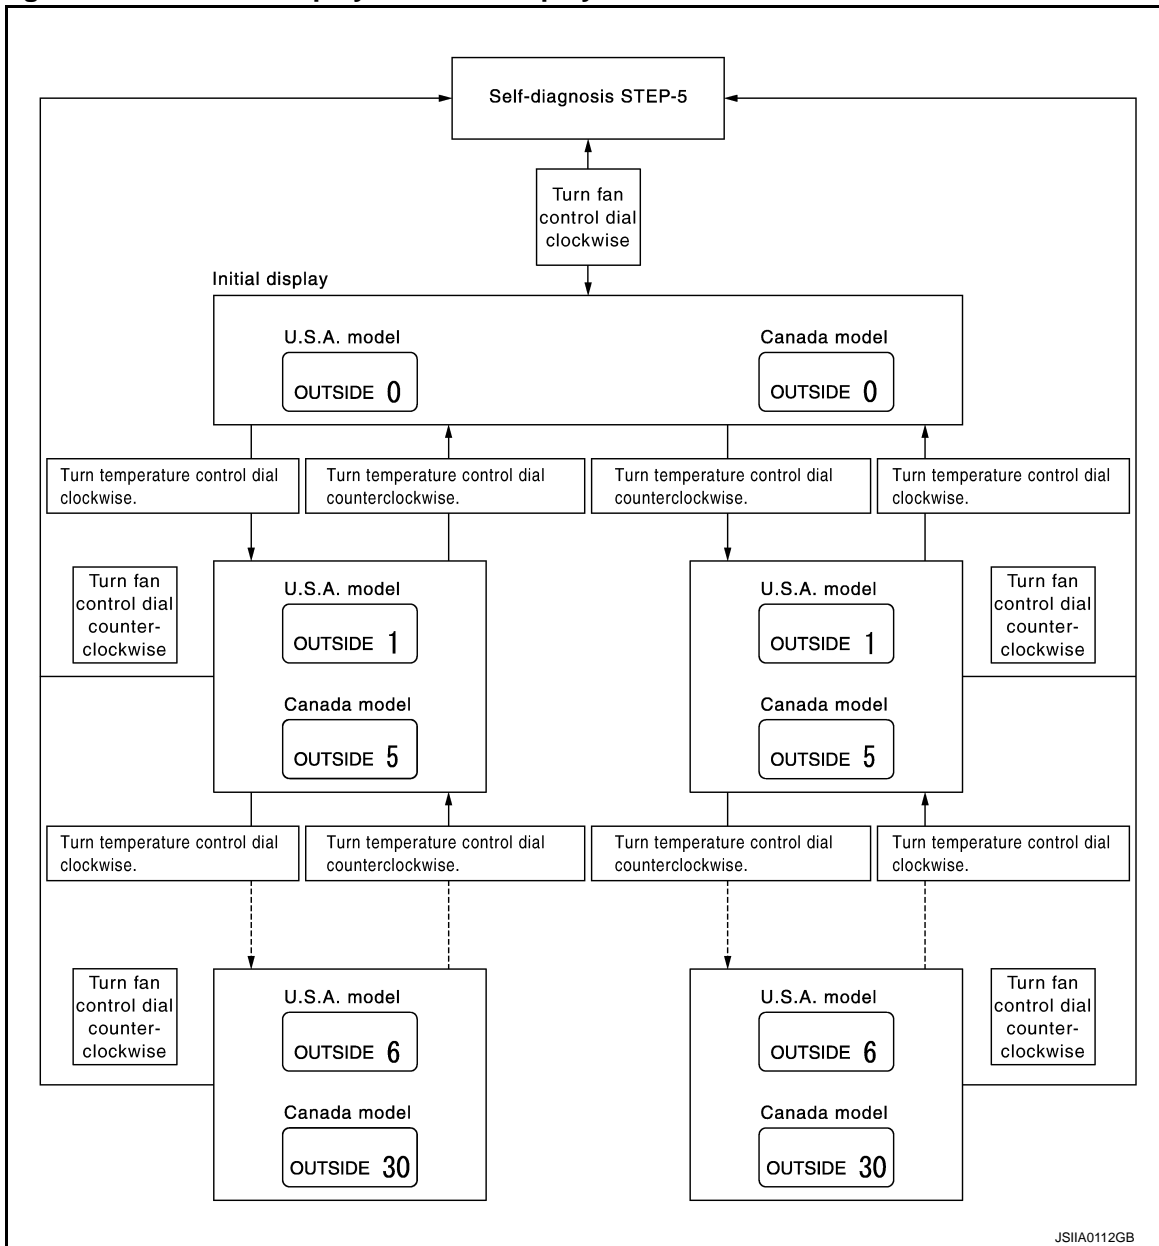 Self-diagnosis STEP-5
Turn fan
control dial
clockwise
Initial display
U.S.A. model
OUTSIDE 0
Canada model
OUTSIDE 0
Turn temperature control dial
clockwise.
Turn temperature control dial
counterclockwise.
Turn temperature control dial
counterclockwise.
Turn temperature control dial
clockwise.
Turn fan
control dial
counter-
clockwise
U.S.A. model
OUTSIDE 1
Canada model
OUTSIDE 5
U.S.A. model
OUTSIDE 1
Canada model
OUTSIDE 5
Turn fan
control dial
counter-
clockwise
Turn temperature control dial
clockwise.
Turn temperature control dial
counterclockwise.
Turn temperature control dial
counterclockwise.
Turn temperature control dial
clockwise.
Turn fan
control dial
counter-
clockwise
U.S.A. model
OUTSIDE 6
Canada model
OUTSIDE 30
U.S.A. model
OUTSIDE 6
Canada model
OUTSIDE 30
Turn fan
control dial
counter-
clockwise
JSIIA0112GB